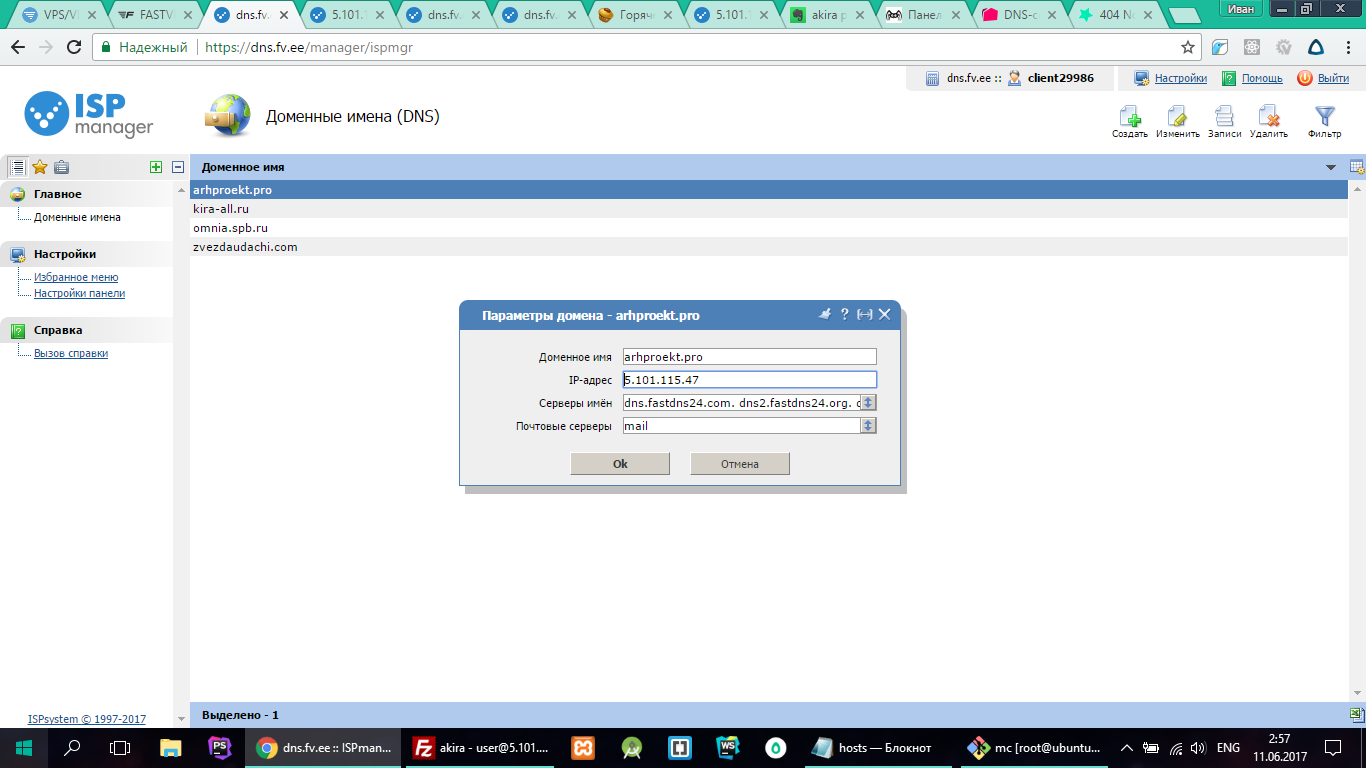 VPS/VI
FASTV
dns.fv.
5.101.1
dns.fv.
dns.fv.
Горяч
5.101.1
akira p
Панел
DNS-с
404 N
Иван
Надежный
https://dns.fv.ee/manager/ispmgr
dns.fv.ee :: client29986
Настройки
Помощь
Выйти
ISP
manager
Доменные имена (DNS)
Создать
Изменить
Записи
Удалить
Фильтр
Доменное имя
Главное
Доменные имена
Настройки
Избранное меню
Настройки панели
Справка
Вызов справки
arhproekt.pro
kira-all.ru
omnia.spb.ru
zvezdaudachi.com
Параметры домена - arhproekt.pro
Доменное имя arhproekt.pro
IP-адрес 5.101.115.47
Серверы имён dns.fastdns24.com. dns2.fastdns24.org. d
Почтовые серверы mail
Ok
Отмена
ISPsystem © 1997-2017
Выделено - 1
PS
dns.fv.ee :: ISPman...
akira - user@5.101....
WS
hosts — Блокнот
mc [root@ubuntu...
ENG
2:57
11.06.2017